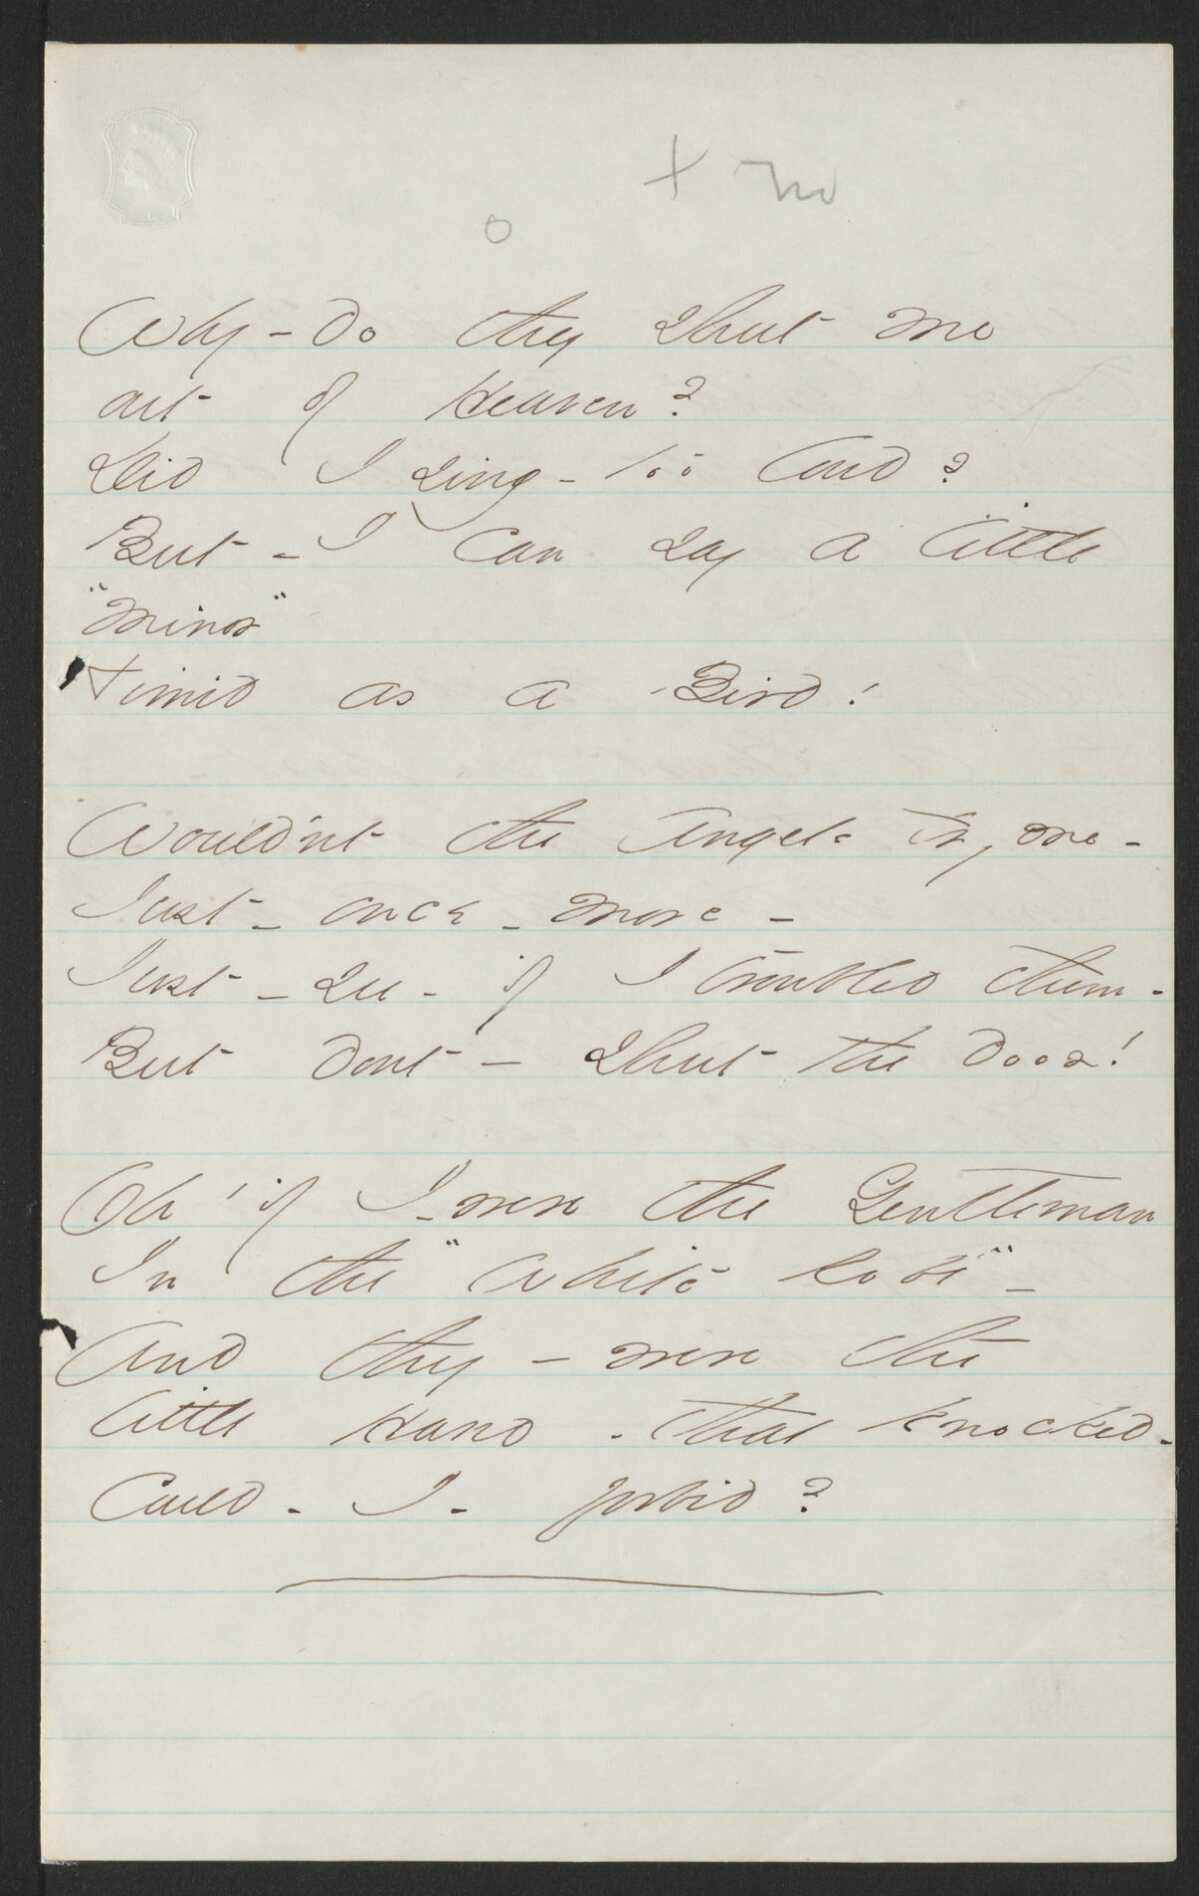 Why - do they shut me
out of Heaven?
Did I sing - too loud?
But - I can say a little
"minor"
Timid as a Bird!
Would'nt the Angels try me -
Just - once - more -
Just - see - if I troubled them -
But dont - shut the door!
Oh! if I - were the Gentleman
In the "White Robe" -
And they - were the
little Hand - that knocked -
Could - I - forbid?